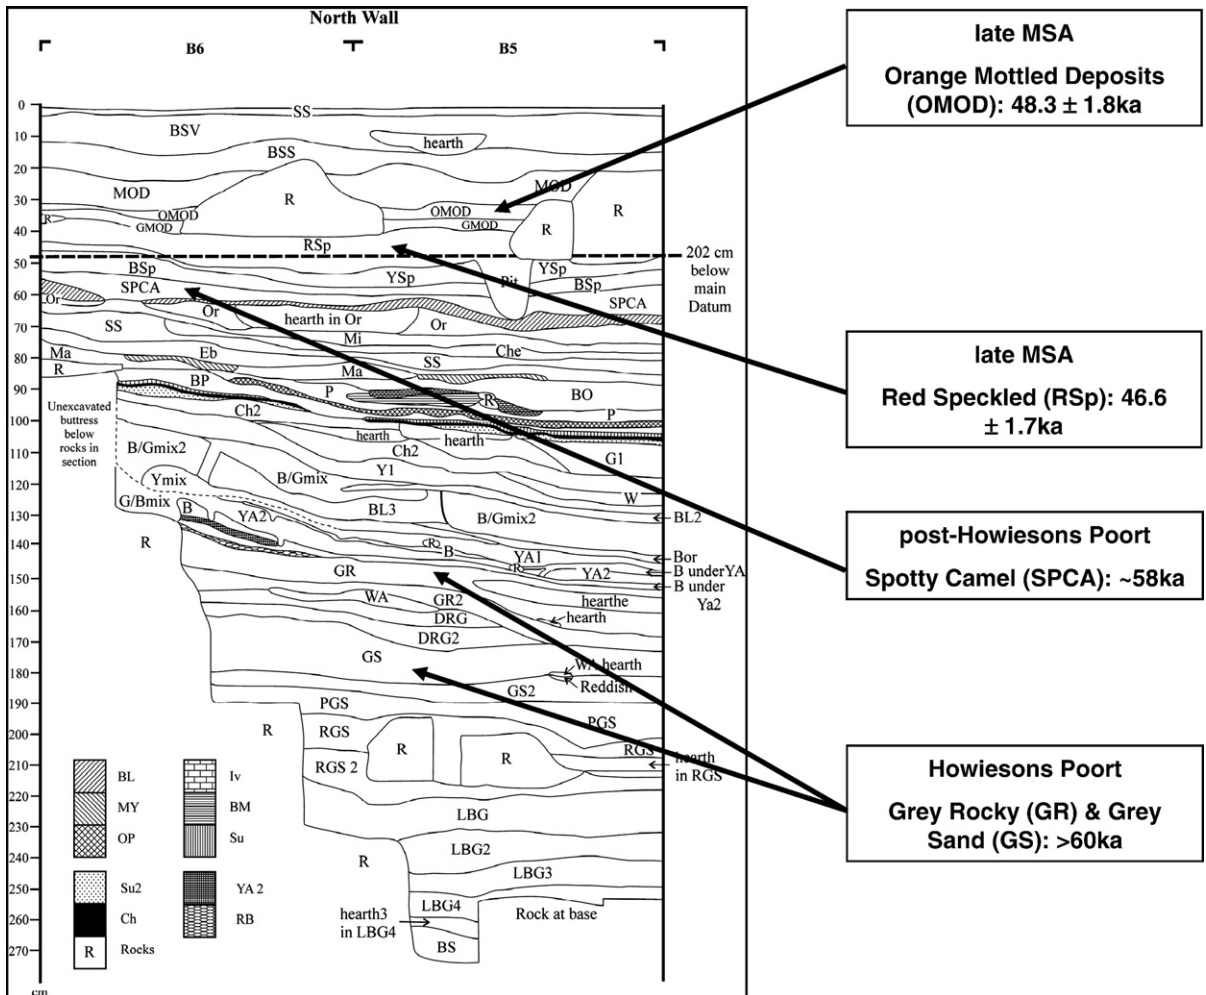 North Wall
B6
B5
0
10
20
30
40
50
60
70
80
90
100
110
120
130
140
150
160
170
180
190
200
210
220
230
240
250
260
270
cm
SS
BSV
hearth
BSS
MOD
MOD
R
R
OMOD
OMOD
R
GMOD
GMOD
R
RSp
202 cm
below
main
Datum
BSp
YSp
Pit
YSp
BSp
SPCA
SPCA
Or
Or
hearth in Or
Or
SS
Mi
Che
Ma
Eb
SS
R
BP
Ma
P
R
BO
P
Unexcavated
buttress
below
rocks in
section
Ch2
hearth
hearth
Ch2
G1
B/Gmix2
Y1
Ymix
B/Gmix
W
G/Bmix
B
YA2
BL3
B/Gmix2
BL2
R
R
B
YA1
Bor
R
YA2
B underYA
GR
B under
Ya2
WA
GR2
hearthe
hearth
DRG
DRG2
GS
WA hearth
Reddish
GS2
PGS
PGS
R
RGS
R
R
RGS
hearth
in RGS
RGS 2
LBG
R
LBG2
LBG3
LBG4
hearth3
in LBG4
Rock at base
BS
BL
MY
OP
Su2
Ch
R Rocks
Iv
BM
Su
YA 2
RB
late MSA
Orange Mottled Deposits
(OMOD): 48.3 ± 1.8ka
late MSA
Red Speckled (RSp): 46.6
± 1.7ka
post-Howiesons Poort
Spotty Camel (SPCA): ~58ka
Howiesons Poort
Grey Rocky (GR) & Grey
Sand (GS): >60ka